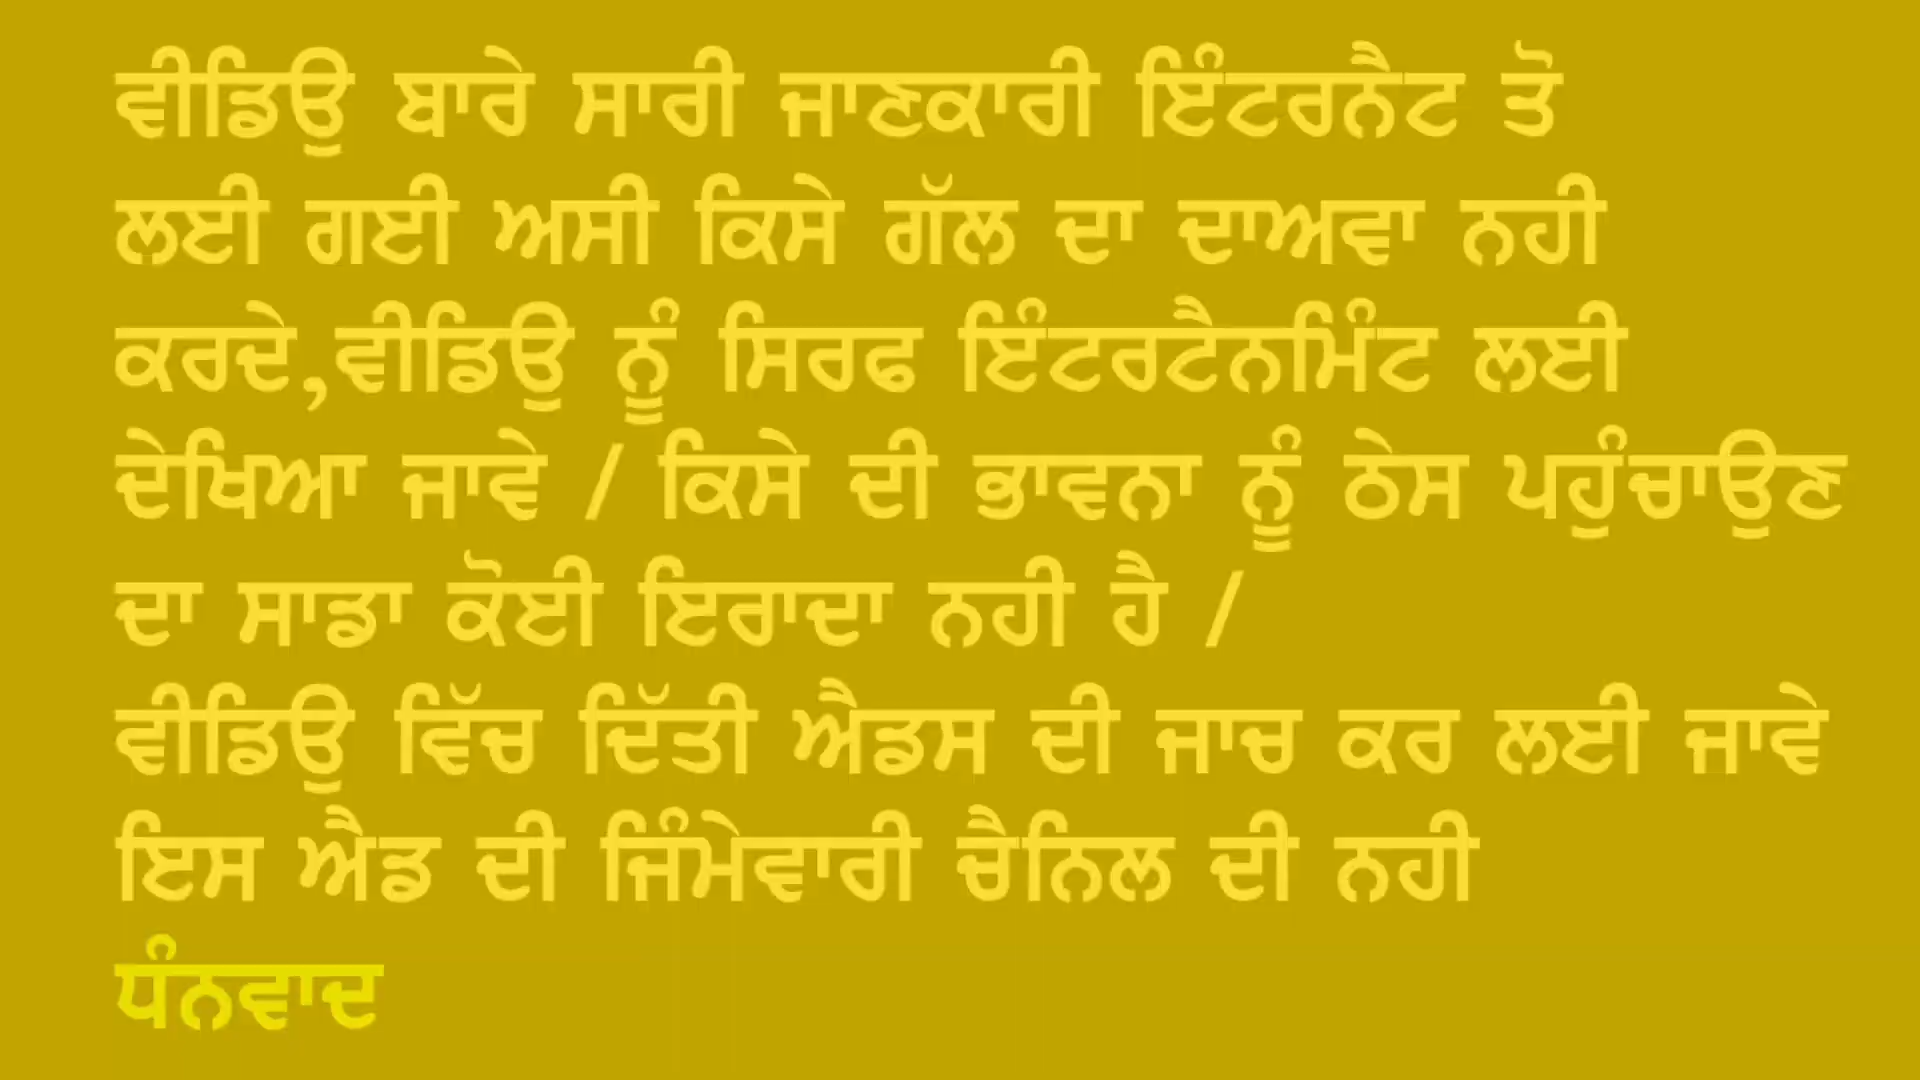 ਵੀਡਿਉ ਬਾਰੇ ਸਾਰੀ ਜਾਣਕਾਰੀ ਇੰਟਰਨੈਟ ਤੋ
ਲਈ ਗਈ ਅਸੀ ਕਿਸੇ ਗੱਲ ਦਾ ਦਾਅਵਾ ਨਹੀ
ਕਰਦੇ,ਵੀਡਿਉ ਨੂੰ ਸਿਰਫ ਇੰਟਰਟੈਨਮਿੰਟ ਲਈ
ਦੇਖਿਆ ਜਾਵੇ / ਕਿਸੇ ਦੀ ਭਾਵਨਾ ਨੂੰ ਠੇਸ ਪਹੁੰਚਾਉਣ
ਦਾ ਸਾਡਾ ਕੋਈ ਇਰਾਦਾ ਨਹੀ ਹੈ /
ਵੀਡਿਉ ਵਿੱਚ ਦਿੱਤੀ ਐਡਸ ਦੀ ਜਾਚ ਕਰ ਲਈ ਜਾਵੇ
ਇਸ ਐਡ ਦੀ ਜਿੰਮੇਵਾਰੀ ਚੈਨਿਲ ਦੀ ਨਹੀ
ਧੰਨਵਾਦ